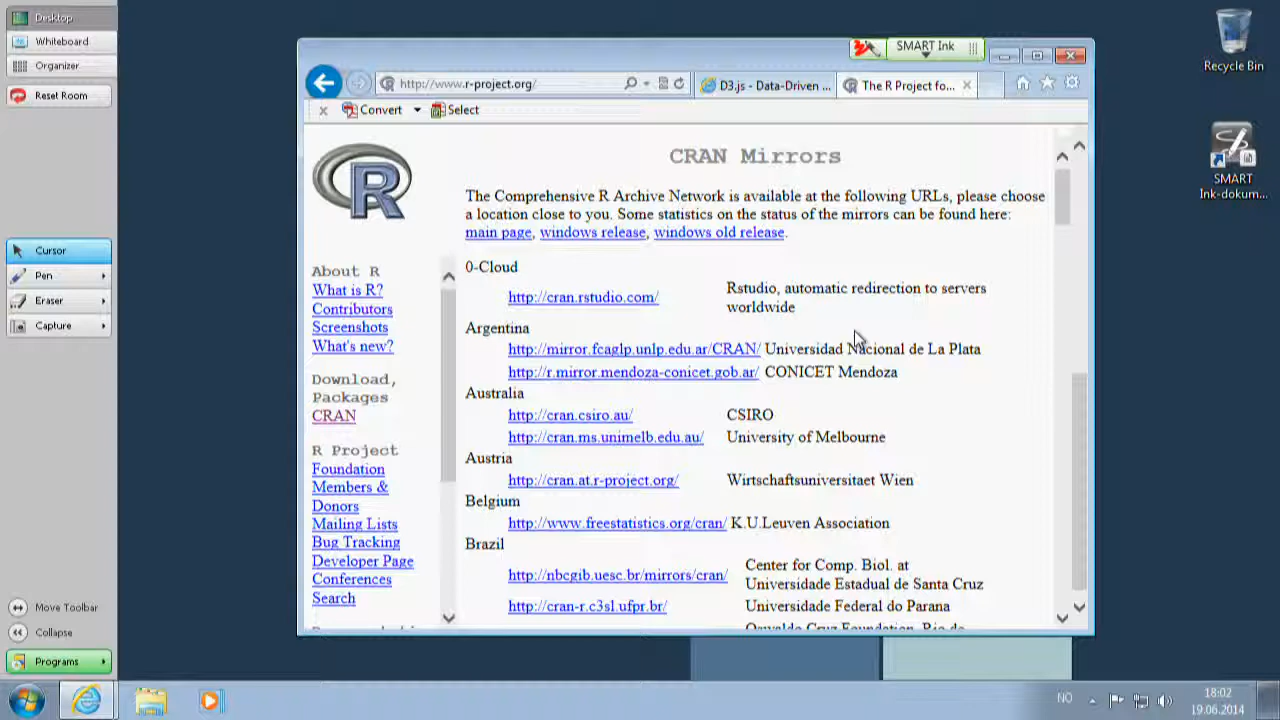 Desktop
Whiteboard
Organizer
Reset Room
Cursor
Pen
Eraser
Capture
Move Toolbar
Collapse
Programs
SMART Ink
http://www.r-project.org/
D3.js - Data-Driven ...
The R Project fo...
Convert
Select
R
About R
What is R?
Contributors
Screenshots
What's new?
Download,
Packages
CRAN
R Project
Foundation
Members &
Donors
Mailing Lists
Bug Tracking
Developer Page
Conferences
Search
CRAN Mirrors
The Comprehensive R Archive Network is available at the following URLs, please choose
a location close to you. Some statistics on the status of the mirrors can be found here:
main page, windows release, windows old release.
0-Cloud
http://cran.rstudio.com/ Rstudio, automatic redirection to servers
worldwide
Argentina
http://mirror.fcaglp.unlp.edu.ar/CRAN/ Universidad Nacional de La Plata
http://r.mirror.mendoza-conicet.gob.ar/ CONICET Mendoza
Australia
http://cran.csiro.au/ CSIRO
http://cran.ms.unimelb.edu.au/ University of Melbourne
Austria
http://cran.at.r-project.org/ Wirtschaftsuniversitaet Wien
Belgium
http://www.freestatistics.org/cran/ K.U.Leuven Association
Brazil
http://nbcgib.uesc.br/mirrors/cran/ Center for Comp. Biol. at
Universidade Estadual de Santa Cruz
http://cran-r.c3sl.ufpr.br/ Universidade Federal do Parana
Oswaldo Cruz Foundation, Rio de
Recycle Bin
SMART
Ink-dokum...
NO
18:02
19.06.2014